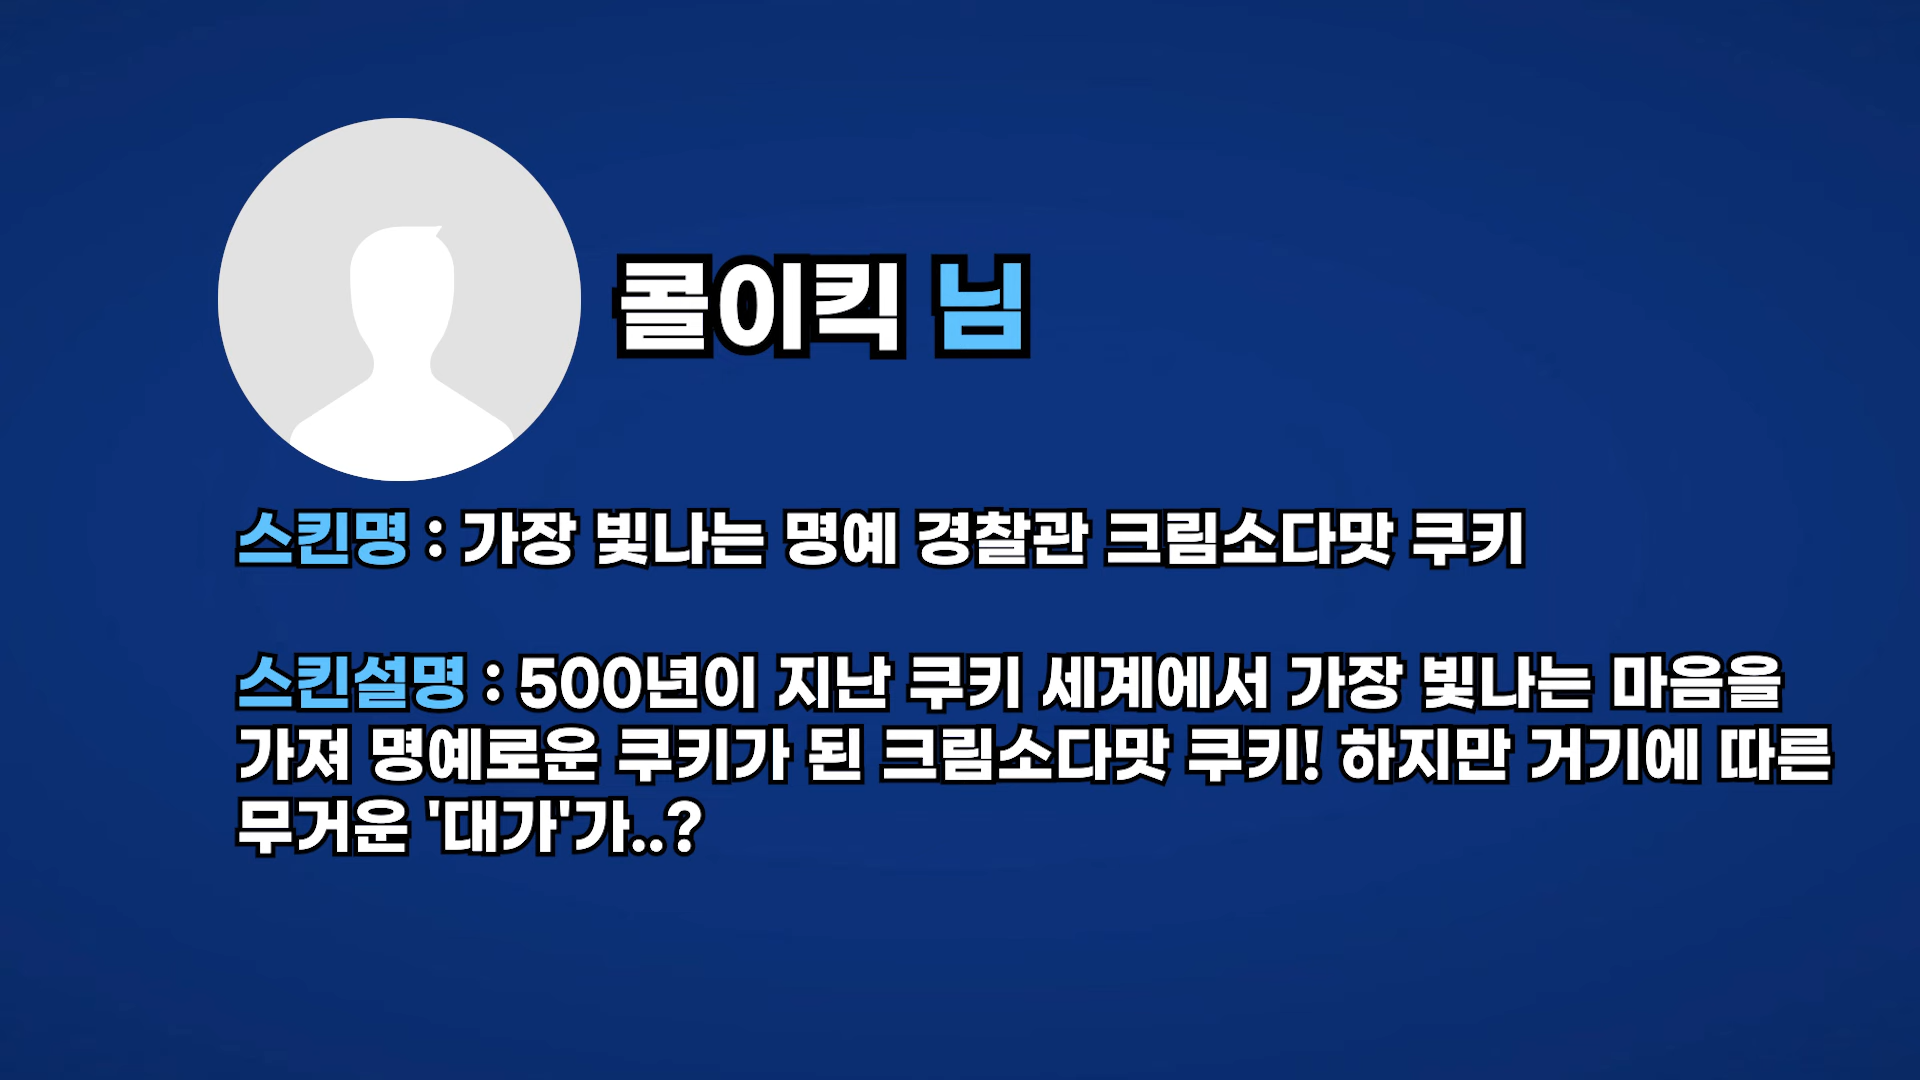 콜이킥 님
스킨명 : 가장 빛나는 명예 경찰관 크림소다맛 쿠키
스킨설명 : 500년이 지난 쿠키 세계에서 가장 빛나는 마음을
가져 명예로운 쿠키가 된 크림소다맛 쿠키! 하지만 거기에 따른
무거운 '대가'가..?